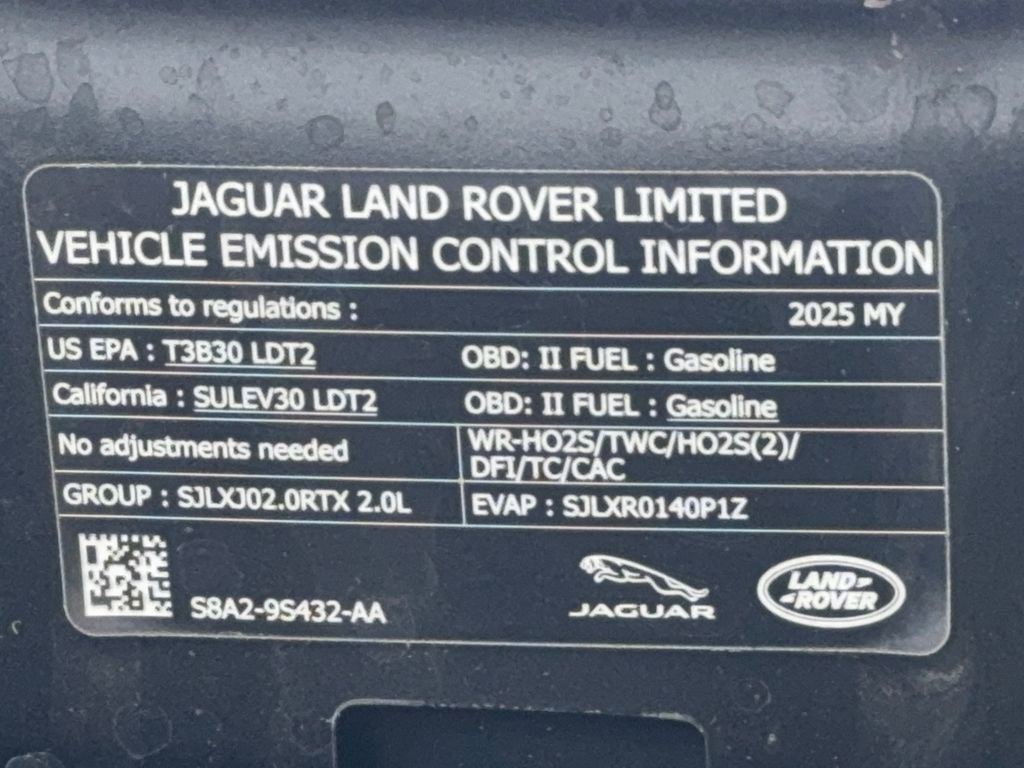 JAGUAR LAND ROVER LIMITED
VEHICLE EMISSION CONTROL INFORMATION
Conforms to regulations : 2025 MY
US EPA : T3B30 LDT2 OBD: II FUEL : Gasoline
California : SULEV30 LDT2 OBD: II FUEL : Gasoline
No adjustments needed
WR-HO2S/TWC/HO2S(2)/
DFI/TC/CAC
GROUP : SJLXJ02.0RTX 2.0L EVAP : SJLXR0140P1Z
S8A2-9S432-AA
JAGUAR
LAND-
-ROVER